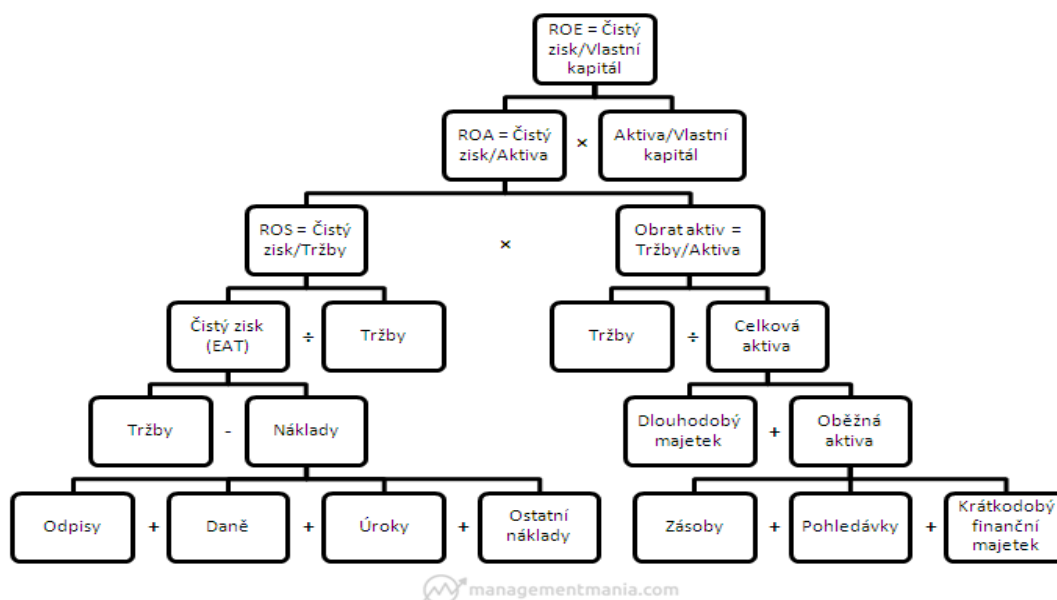 ROE = Čistý
zisk/Vlastní
kapitál
ROA = Čistý
zisk/Aktiva
×
Aktiva/Vlastní
kapitál
ROS = Čistý
zisk/Tržby
×
Obrat aktiv =
Tržby/Aktiva
Čistý zisk
(EAT)
÷
Tržby
Tržby
÷
Celková
aktiva
Tržby
-
Náklady
Dlouhodobý
majetek
+
Oběžná
aktiva
Odpisy
+
Daně
+
Úroky
+
Ostatní
náklady
Zásoby
+
Pohledávky
+
Krátkodobý
finanční
majetek
managementmania.com